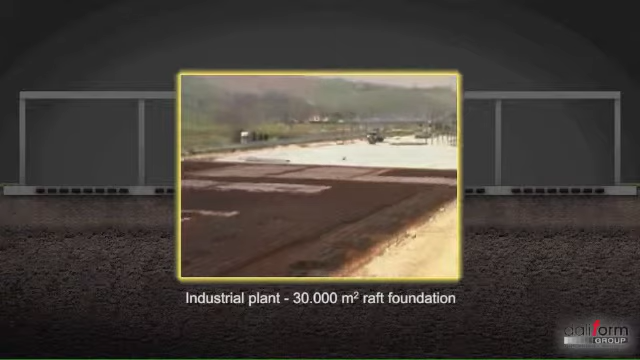 Industrial plant - 30.000 m² raft foundation
daliform
GROUP